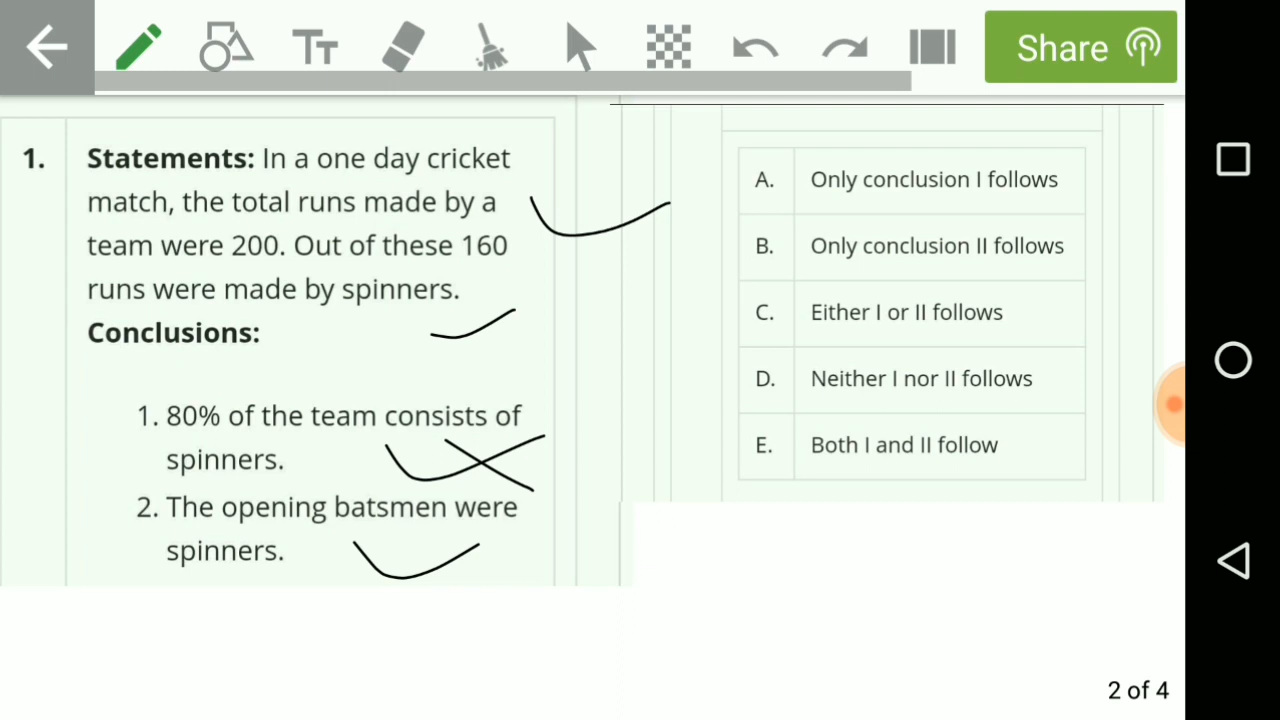 Share
1. Statements: In a one day cricket
match, the total runs made by a
team were 200. Out of these 160
runs were made by spinners.
Conclusions:
1. 80% of the team consists of
spinners.
2. The opening batsmen were
spinners.
A. Only conclusion I follows
B. Only conclusion II follows
C. Either I or II follows
D. Neither I nor II follows
E. Both I and II follow
2 of 4